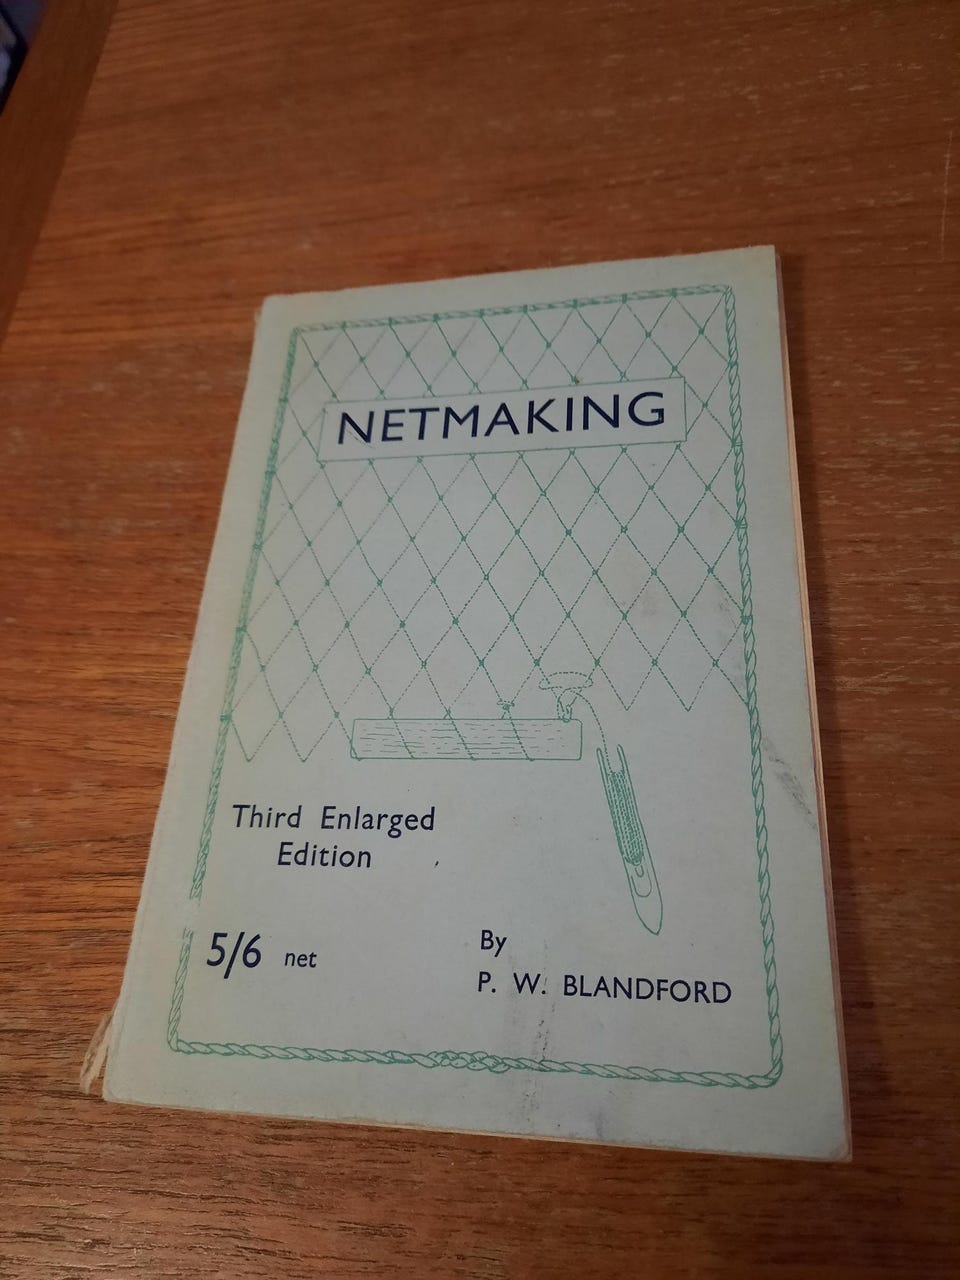 NETMAKING
Third Enlarged
Edition
5/6 net
By
P. W. BLANDFORD